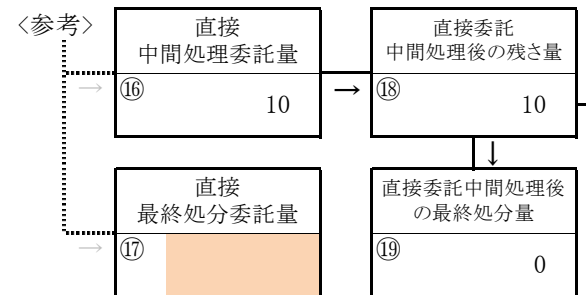 〈参考〉
直接
中間処理委託量
→
⑯
10
→
直接委託
中間処理後の残さ量
⑱
10
↓
直接
最終処分委託量
→
⑰
直接委託中間処理後
の最終処分量
⑲
0